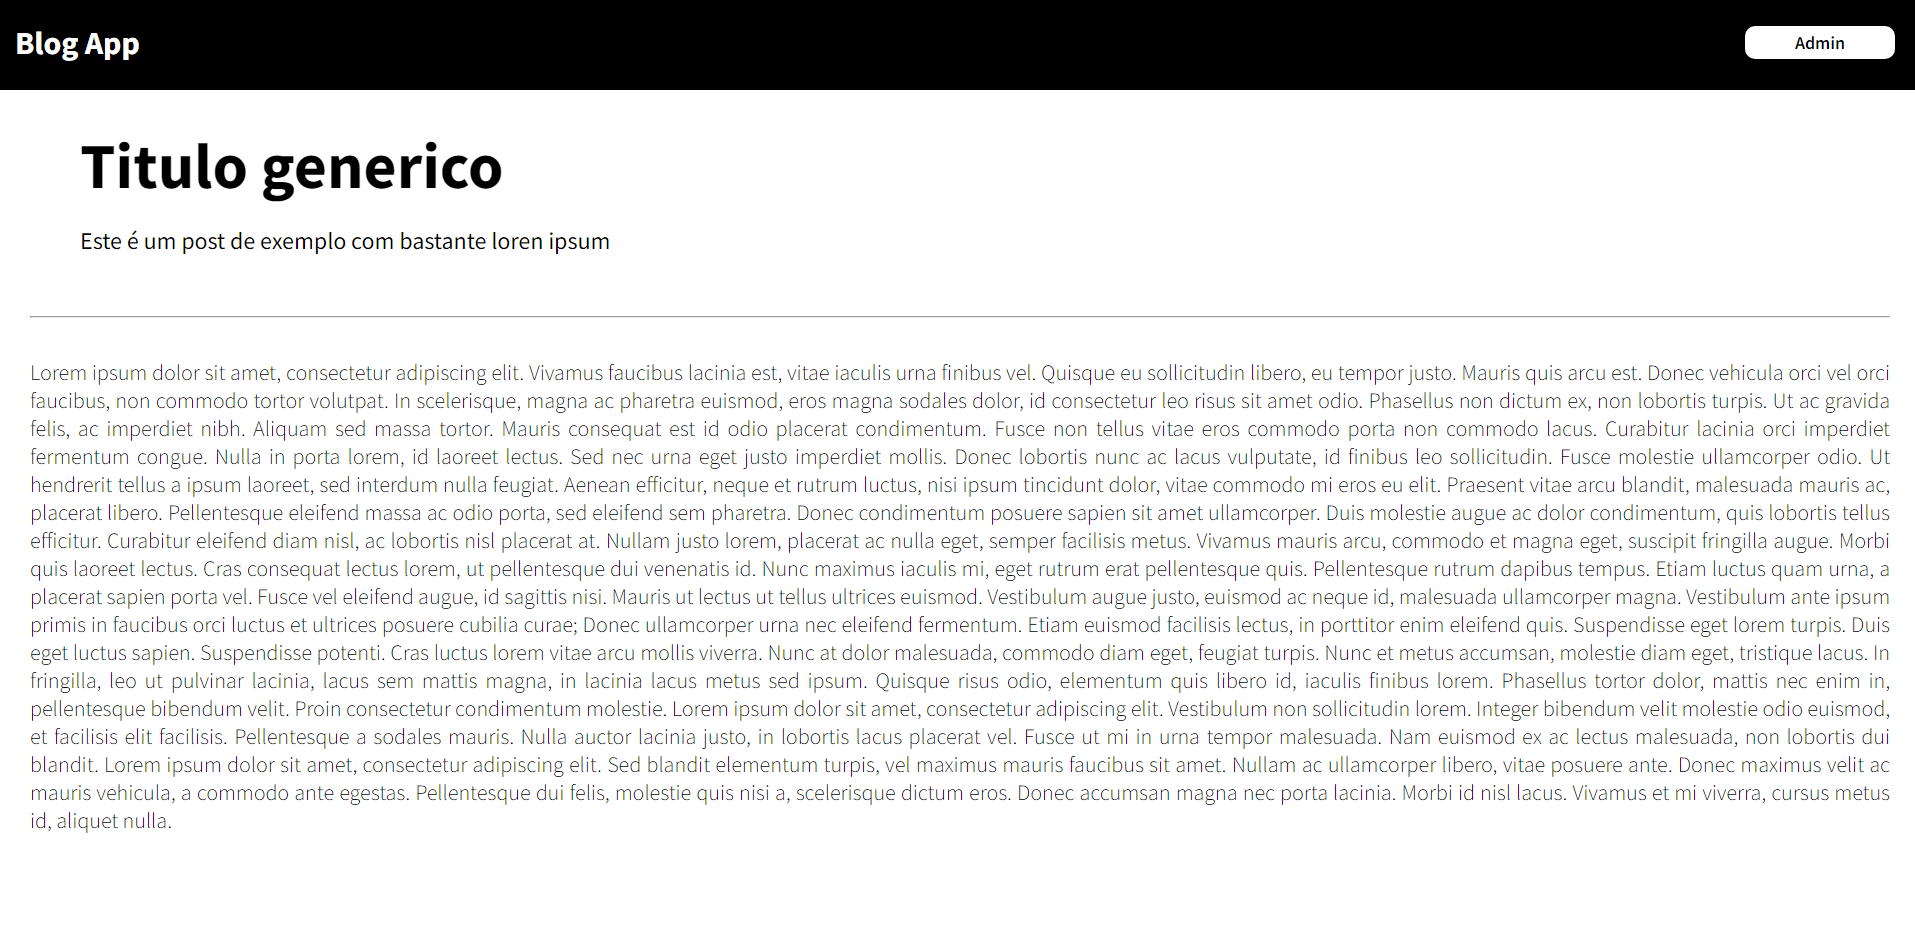 Blog App
Admin
Titulo generico
Este é um post de exemplo com bastante loren ipsum
Lorem ipsum dolor sit amet, consectetur adipiscing elit. Vivamus faucibus lacinia est, vitae iaculis urna finibus vel. Quisque eu sollicitudin libero, eu tempor justo. Mauris quis arcu est. Donec vehicula orci vel orci
faucibus, non commodo tortor volutpat. In scelerisque, magna ac pharetra euismod, eros magna sodales dolor, id consectetur leo risus sit amet odio. Phasellus non dictum ex, non lobortis turpis. Ut ac gravida
felis, ac imperdiet nibh. Aliquam sed massa tortor. Mauris consequat est id odio placerat condimentum. Fusce non tellus vitae eros commodo porta non commodo lacus. Curabitur lacinia orci imperdiet
fermentum congue. Nulla in porta lorem, id laoreet lectus. Sed nec urna eget justo imperdiet mollis. Donec lobortis nunc ac lacus vulputate, id finibus leo sollicitudin. Fusce molestie ullamcorper odio. Ut
hendrerit tellus a ipsum laoreet, sed interdum nulla feugiat. Aenean efficitur, neque et rutrum luctus, nisi ipsum tincidunt dolor, vitae commodo mi eros eu elit. Praesent vitae arcu blandit, malesuada mauris ac,
placerat libero. Pellentesque eleifend massa ac odio porta, sed eleifend sem pharetra. Donec condimentum posuere sapien sit amet ullamcorper. Duis molestie augue ac dolor condimentum, quis lobortis tellus
efficitur. Curabitur eleifend diam nisl, ac lobortis nisl placerat at. Nullam justo lorem, placerat ac nulla eget, semper facilisis metus. Vivamus mauris arcu, commodo et magna eget, suscipit fringilla augue. Morbi
quis laoreet lectus. Cras consequat lectus lorem, ut pellentesque dui venenatis id. Nunc maximus iaculis mi, eget rutrum erat pellentesque quis. Pellentesque rutrum dapibus tempus. Etiam luctus quam urna, a
placerat sapien porta vel. Fusce vel eleifend augue, id sagittis nisi. Mauris ut lectus ut tellus ultrices euismod. Vestibulum augue justo, euismod ac neque id, malesuada ullamcorper magna. Vestibulum ante ipsum
primis in faucibus orci luctus et ultrices posuere cubilia curae; Donec ullamcorper urna nec eleifend fermentum. Etiam euismod facilisis lectus, in porttitor enim eleifend quis. Suspendisse eget lorem turpis. Duis
eget luctus sapien. Suspendisse potenti. Cras luctus lorem vitae arcu mollis viverra. Nunc at dolor malesuada, commodo diam eget, feugiat turpis. Nunc et metus accumsan, molestie diam eget, tristique lacus. In
fringilla, leo ut pulvinar lacinia, lacus sem mattis magna, in lacinia lacus metus sed ipsum. Quisque risus odio, elementum quis libero id, iaculis finibus lorem. Phasellus tortor dolor, mattis nec enim in,
pellentesque bibendum velit. Proin consectetur condimentum molestie. Lorem ipsum dolor sit amet, consectetur adipiscing elit. Vestibulum non sollicitudin lorem. Integer bibendum velit molestie odio euismod,
et facilisis elit facilisis. Pellentesque a sodales mauris. Nulla auctor lacinia justo, in lobortis lacus placerat vel. Fusce ut mi in urna tempor malesuada. Nam euismod ex ac lectus malesuada, non lobortis dui
blandit. Lorem ipsum dolor sit amet, consectetur adipiscing elit. Sed blandit elementum turpis, vel maximus mauris faucibus sit amet. Nullam ac ullamcorper libero, vitae posuere ante. Donec maximus velit ac
mauris vehicula, a commodo ante egestas. Pellentesque dui felis, molestie quis nisi a, scelerisque dictum eros. Donec accumsan magna nec porta lacinia. Morbi id nisl lacus. Vivamus et mi viverra, cursus metus
id, aliquet nulla.